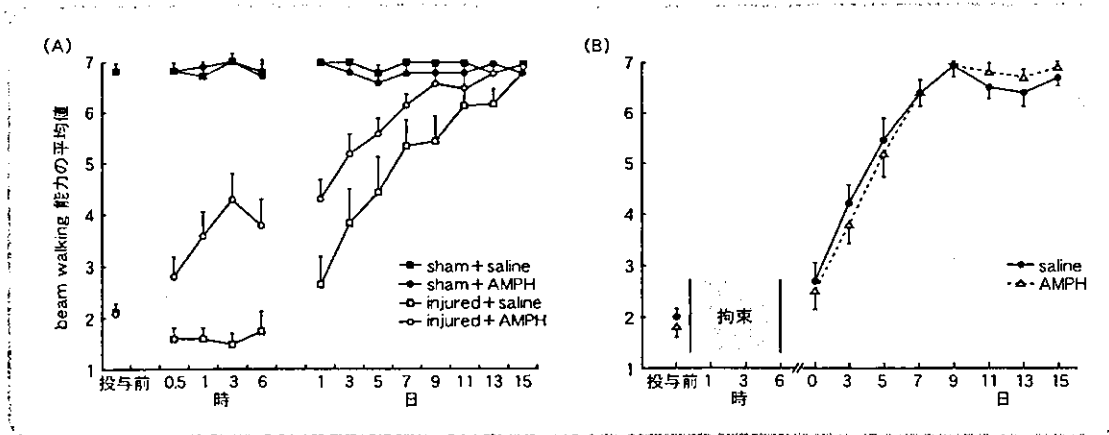 (A)
beam walking 能力の平均値
7
6
5
4
3
2
1
投与前 0.5 1 3 6
時
1 3 5 7 9 11 13 15
日
sham + saline
sham + AMPH
injured + saline
injured + AMPH
(B)
7
6
5
4
3
2
1
拘束
saline
AMPH
投与前 1 3 6 0 3 5 7 9 11 13 15
時
日